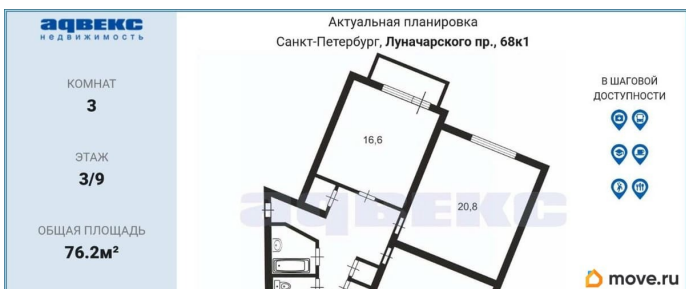 адвекс
НЕДВИЖИМОСТЬ
КОМНАТ
3
ЭТАЖ
3/9
ОБЩАЯ ПЛОЩАДЬ
76.2м²
Актуальная планировка
Санкт-Петербург, Луначарского пр., 68к1
16,6
20,8
адвекс
В ШАГОВОЙ
ДОСТУПНОСТИ
move.ru